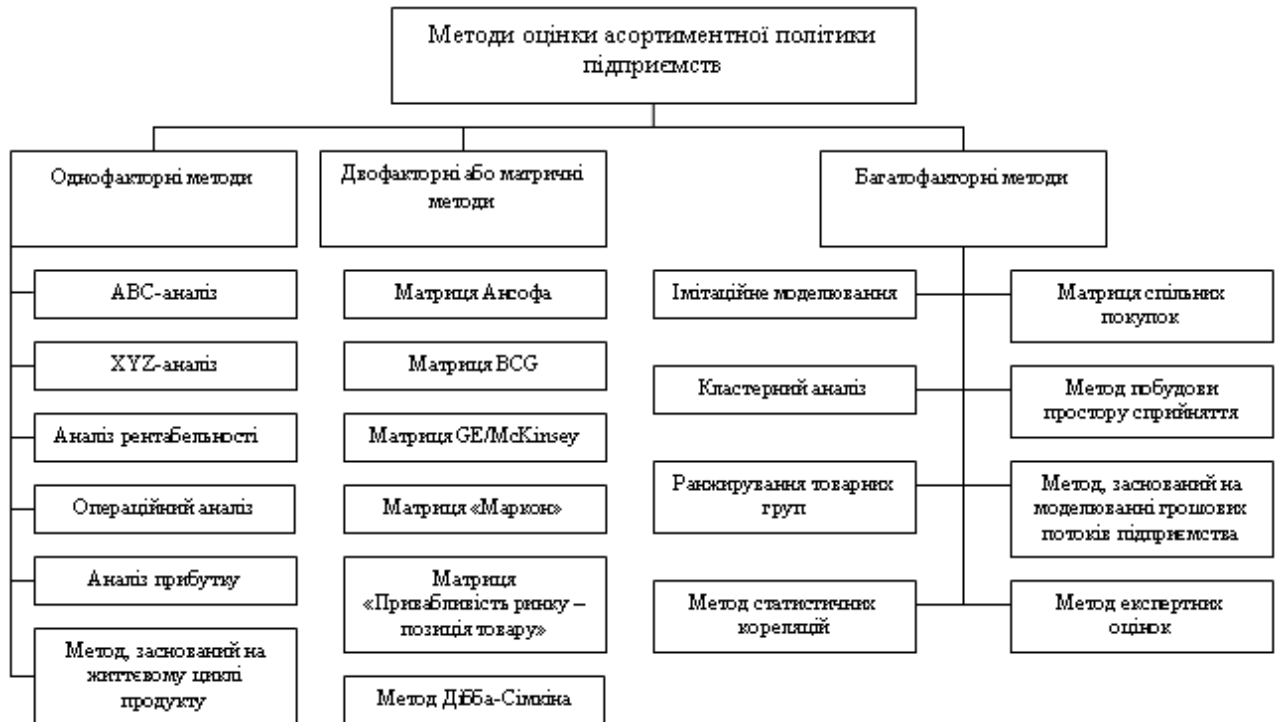 Методи оцінки асортиментної політики
підприємств
Однофакторні методи
Двофакторні або матричні
методи
Багатофакторні методи
АВС-аналіз
XYZ-аналіз
Аналіз рентабельності
Операційний аналіз
Аналіз прибутку
Метод, заснований на
життєвому циклі
продукту
Матриця Ансофа
Матриця BCG
Матриця GE/McKinsey
Матриця «Маркон»
Матриця
«Привабливість ринку –
позиція товару»
Метод Дібба-Сімкіна
Імітаційне моделювання
Кластерний аналіз
Ранжирування товарних
груп
Метод статистичних
кореляцій
Матриця спільних
покупок
Метод побудови
простору сприйняття
Метод, заснований на
моделюванні грошових
потоків підприємства
Метод експертних
оцінок